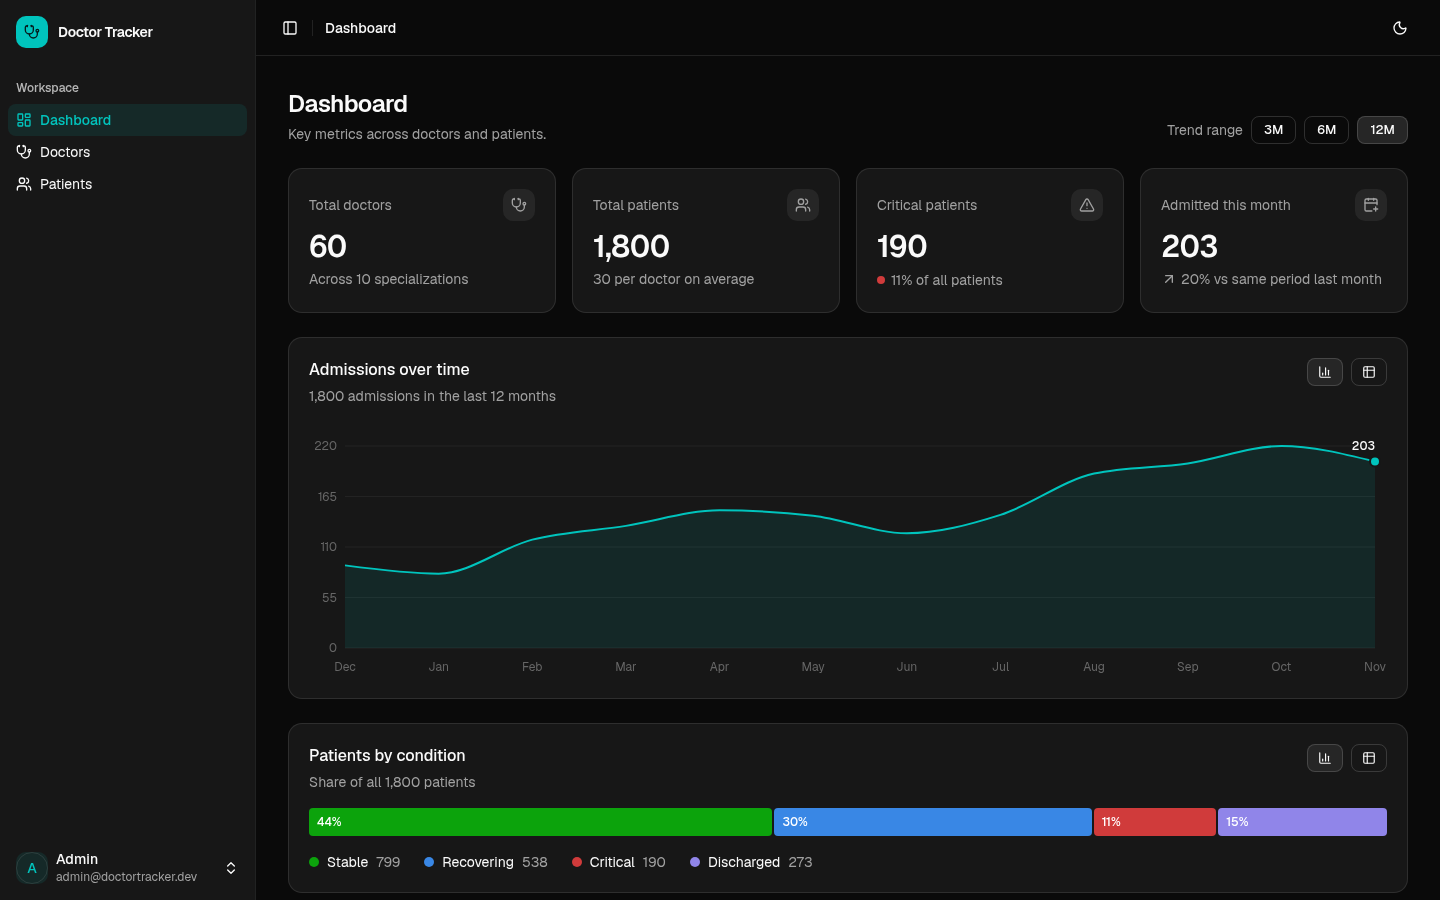 Doctor Tracker
Workspace
Dashboard
Doctors
Patients
A
Admin
admin@doctortracker.dev
Dashboard
Dashboard
Key metrics across doctors and patients.
Trend range 3M 6M 12M
Total doctors
60
Across 10 specializations
Total patients
1,800
30 per doctor on average
Critical patients
190
11% of all patients
Admitted this month
203
20% vs same period last month
Admissions over time
1,800 admissions in the last 12 months
220
165
110
55
0
203
Dec Jan Feb Mar Apr May Jun Jul Aug Sep Oct Nov
Patients by condition
Share of all 1,800 patients
44% 30% 11% 15%
Stable 799 Recovering 538 Critical 190 Discharged 273